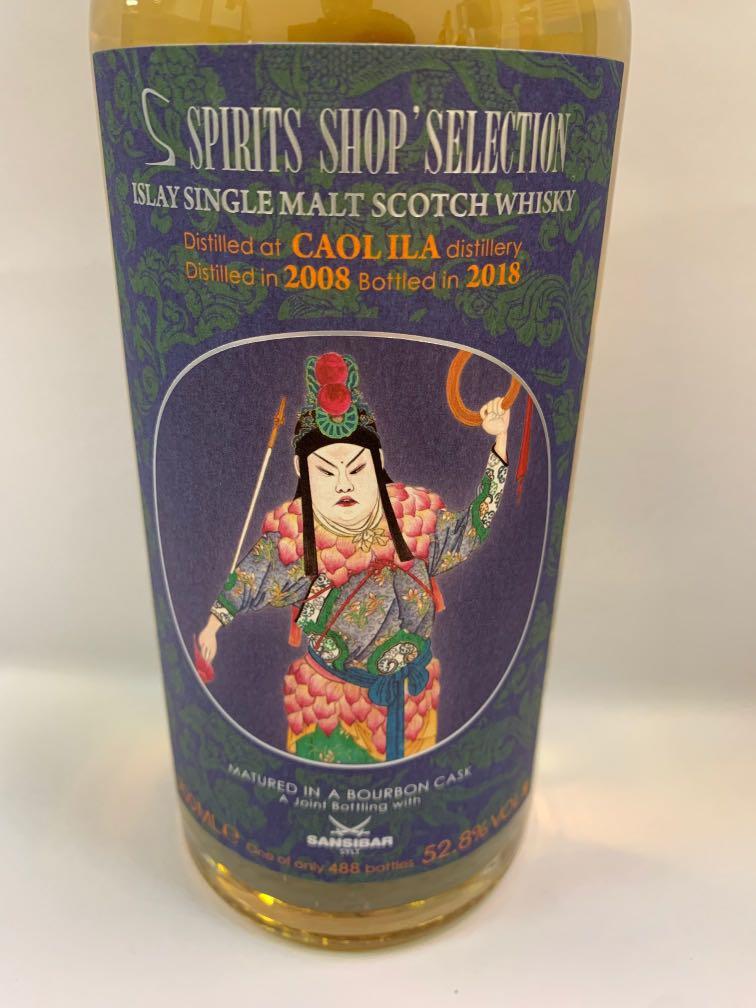 S SPIRITS SHOP' SELECTION
ISLAY SINGLE MALT SCOTCH WHISKY
Distilled at CAOL ILA distillery
Distilled in 2008 Bottled in 2018
MATURED IN A BOURBON CASK
A Joint Bottling with
SANSIBAR
SYLT
One of only 488 bottles
52.8% VOL